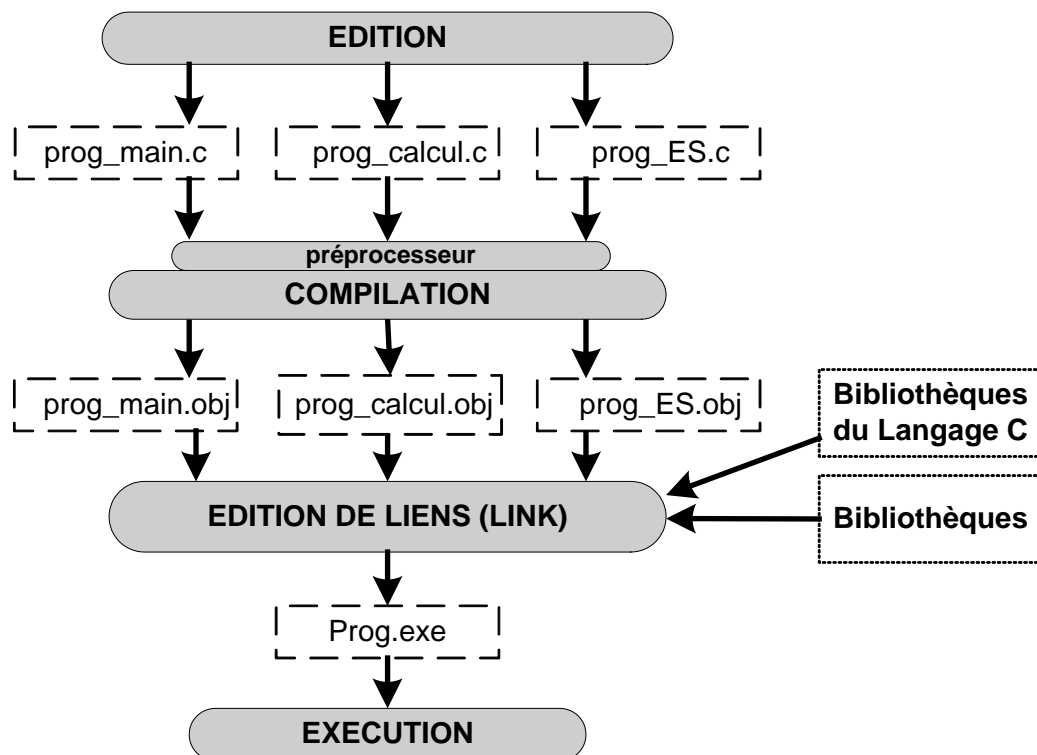 EDITION
prog_main.c
prog_calcul.c
prog_ES.c
préprocesseur
COMPILATION
prog_main.obj
prog_calcul.obj
prog_ES.obj
Bibliothèques
du Langage C
EDITION DE LIENS (LINK)
Bibliothèques
Prog.exe
EXECUTION